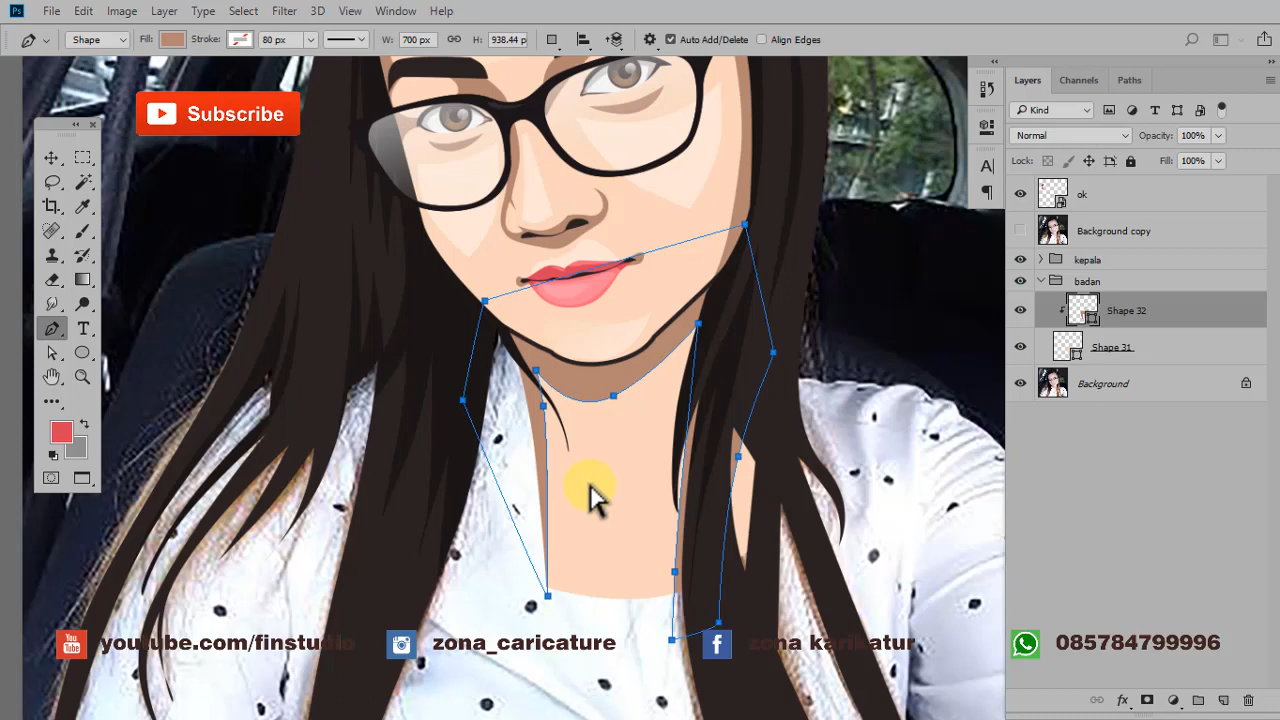 Ps File Edit Image Layer Type Select Filter 3D View Window Help
Shape Fill: Stroke: 80 px W: 700 px H: 938.44 p Auto Add/Delete Align Edges
Subscribe
Layers Channels Paths
Kind
Normal Opacity: 100%
Lock: Fill: 100%
ok
Background copy
kepala
badan
Shape 32
Shape 31
Background
youtube.com/finstudio zona_caricature zona karikatur 085784799996